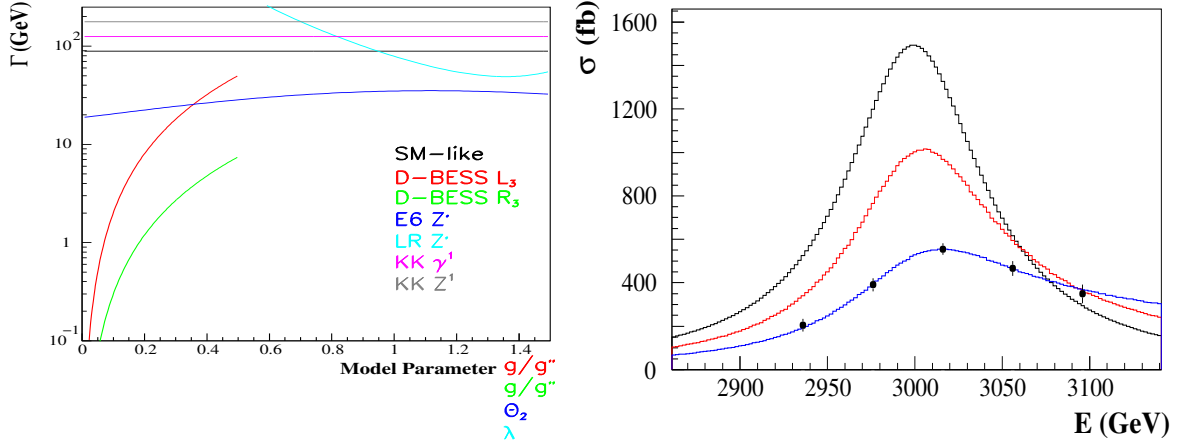 Γ (GeV)
10²
10
1
10⁻¹
SM-like
D-BESS L₃
D-BESS R₃
E6 Z'
LR Z'
KK γ¹
KK Z¹
0 0.2 0.4 0.6 0.8 1 1.2 1.4
Model Parameter
g/g''
g/g''
Θ₂
λ
σ (fb)
1600
1200
800
400
0
2900 2950 3000 3050 3100
E (GeV)